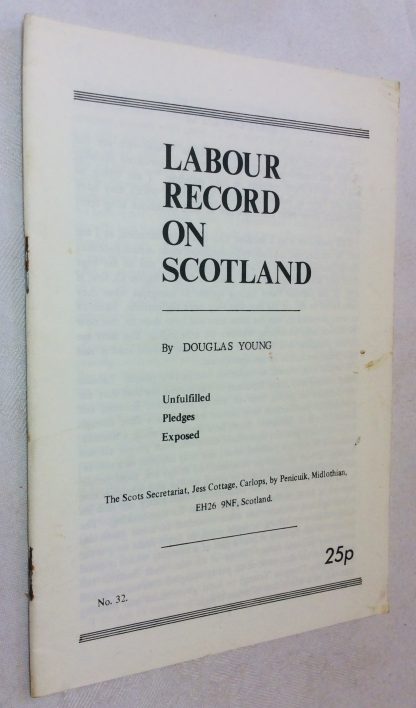 LABOUR
RECORD
ON
SCOTLAND
By DOUGLAS YOUNG
Unfulfilled
Pledges
Exposed
The Scots Secretariat, Jess Cottage, Carlops, by Penicuik, Midlothian,
EH26 9NF, Scotland.
25p
No. 32.